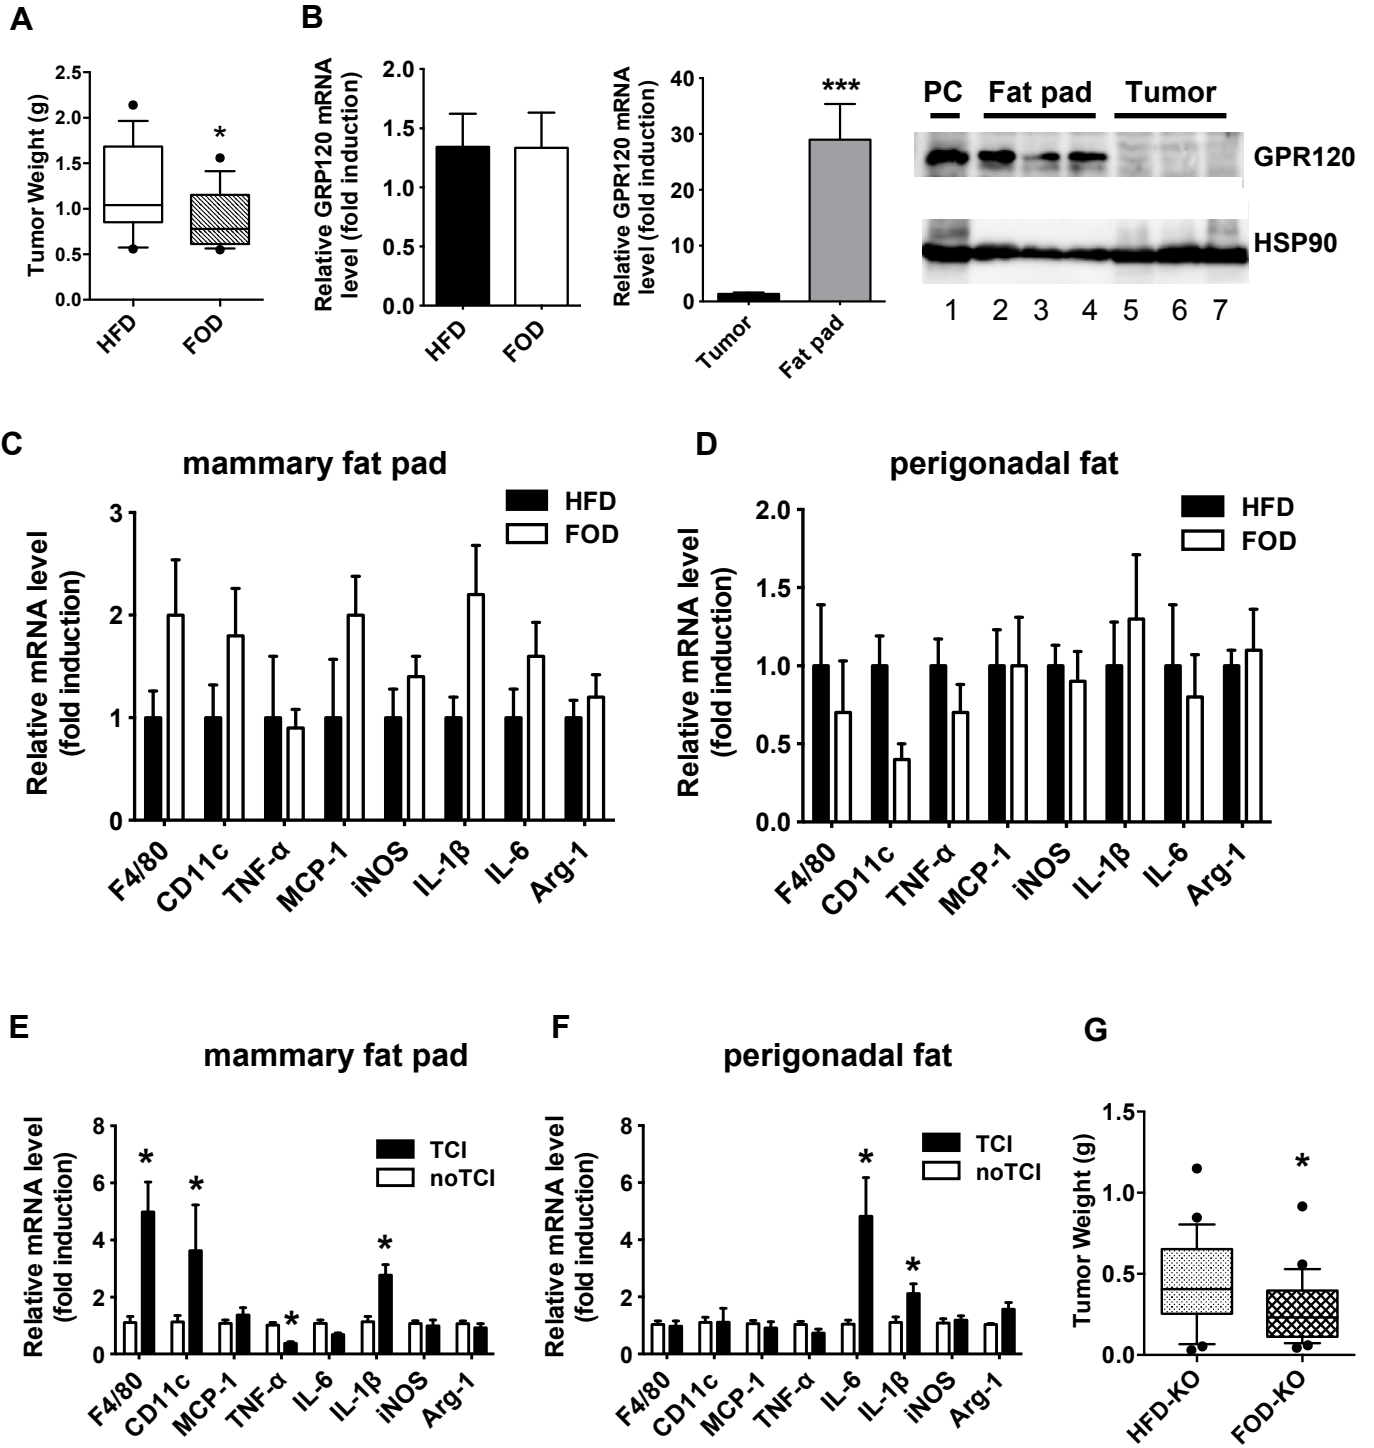 A
Tumor Weight (g)
2.5
2.0
1.5
1.0
0.5
0.0
*
HFD
FOD
B
Relative GRP120 mRNA
level (fold induction)
2.0
1.5
1.0
0.5
0.0
HFD
FOD
Relative GPR120 mRNA
level (fold induction)
40
30
20
10
0
***
Tumor
Fat pad
PC Fat pad Tumor
GPR120
HSP90
1 2 3 4 5 6 7
C
mammary fat pad
HFD
FOD
Relative mRNA level
(fold induction)
3
2
1
0
F4/80
CD11c
TNF-α
MCP-1
iNOS
IL-1β
IL-6
Arg-1
D
perigonadal fat
HFD
FOD
Relative mRNA level
(fold induction)
2.0
1.5
1.0
0.5
0.0
F4/80
CD11c
TNF-α
MCP-1
iNOS
IL-1β
IL-6
Arg-1
E
mammary fat pad
TCI
noTCI
Relative mRNA level
(fold induction)
8
6
4
2
0
*
*
*
*
F4/80
CD11c
MCP-1
TNF-α
IL-6
IL-1β
iNOS
Arg-1
F
perigonadal fat
TCI
noTCI
Relative mRNA level
(fold induction)
8
6
4
2
0
*
*
F4/80
CD11c
MCP-1
TNF-α
IL-6
IL-1β
iNOS
Arg-1
G
Tumor Weight (g)
1.5
1.0
0.5
0.0
*
HFD-KO
FOD-KO